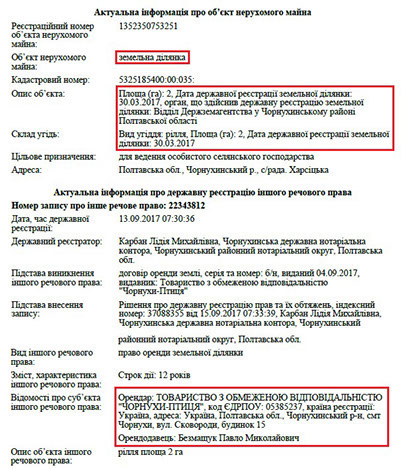 Актуальна інформація про об’єкт нерухомого майна
Реєстраційний номер
об’єкта нерухомого
майна:
1352350753251
Об’єкт нерухомого
майна:
земельна ділянка
Кадастровий номер:
5325185400:00:035:
Опис об’єкта:
Площа (га): 2, Дата державної реєстрації земельної ділянки:
30.03.2017, орган, що здійснив державну реєстрацію земельної
ділянки: Відділ Держземагентства у Чорнухинському районі
Полтавської області
Склад угідь:
Вид угіддя: рілля, Площа (га): 2, Дата державної реєстрації земельної
ділянки: 30.03.2017
Цільове призначення:
для ведення особистого селянського господарства
Адреса:
Полтавська обл., Чорнухинський р., с/рада. Харсіцька
Актуальна інформація про державну реєстрацію іншого речового права
Номер запису про інше речове право: 22343812
Дата, час державної
реєстрації:
13.09.2017 07:30:36
Державний реєстратор:
Карбан Лідія Михайлівна, Чорнухинська державна нотаріальна
контора, Чорнухинський районний нотаріальний округ, Полтавська
обл.
Підстава виникнення
іншого речового права:
договір оренди землі, серія та номер: б/н, виданий 04.09.2017,
видавник: Товариство з обмеженою відповідальністю
"Чорнухи-Птиця"
Підстава внесення
запису:
Рішення про державну реєстрацію прав та їх обтяжень, індексний
номер: 37088355 від 15.09.2017 07:33:39, Карбан Лідія Михайлівна,
Чорнухинська державна нотаріальна контора, Чорнухинський
районний нотаріальний округ, Полтавська обл.
Вид іншого речового
права:
право оренди земельної ділянки
Зміст, характеристика
іншого речового права:
Строк дії: 12 років
Відомості про суб’єкта
іншого речового права:
Орендар: ТОВАРИСТВО З ОБМЕЖЕНОЮ ВІДПОВІДАЛЬНІСТЮ
"ЧОРНУХИ-ПТИЦЯ", код ЄДРПОУ: 05385237, країна реєстрації:
Україна, адреса: Україна, Полтавська обл., Чорнухинський р-н, смт
Чорнухи, вул. Сковороди, будинок 15
Орендодавець: Безмащук Павло Миколайович
Опис об’єкта іншого
речового права:
рілля площа 2 га